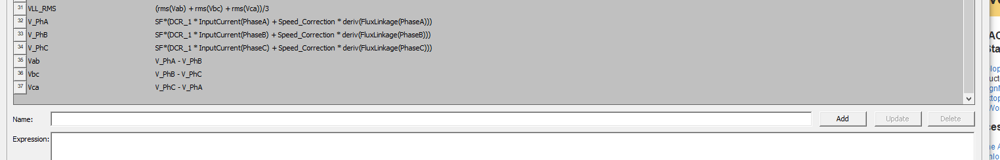 31 VLL_RMS (rms(Vab) + rms(Vbc) + rms(Vca))/3
32 V_PhA SF*(DCR_1 * InputCurrent(PhaseA) + Speed_Correction * deriv(FluxLinkage(PhaseA)))
33 V_PhB SF*(DCR_1 * InputCurrent(PhaseB) + Speed_Correction * deriv(FluxLinkage(PhaseB)))
34 V_PhC SF*(DCR_1 * InputCurrent(PhaseC) + Speed_Correction * deriv(FluxLinkage(PhaseC)))
35 Vab V_PhA - V_PhB
36 Vbc V_PhB - V_PhC
37 Vca V_PhC - V_PhA
Name: Add Update Delete
Expression: